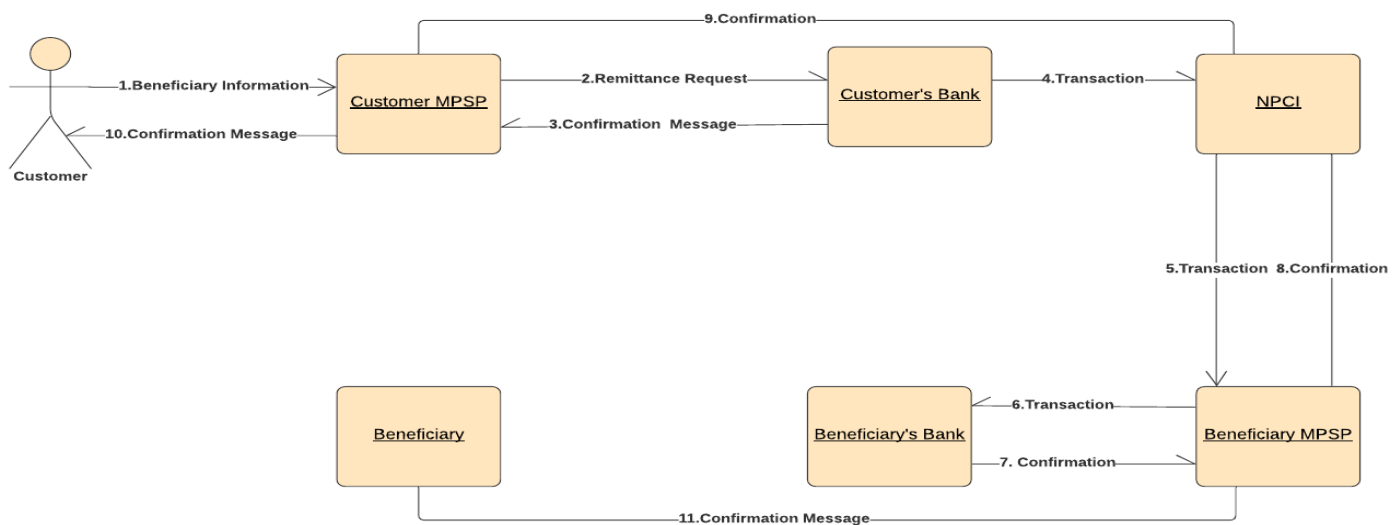 9.Confirmation
1.Beneficiary Information
Customer MPSP
2.Remittance Request
Customer's Bank
4.Transaction
NPCI
10.Confirmation Message
3.Confirmation  Message
Customer
5.Transaction
8.Confirmation
Beneficiary
Beneficiary's Bank
6.Transaction
Beneficiary MPSP
7. Confirmation
11.Confirmation Message